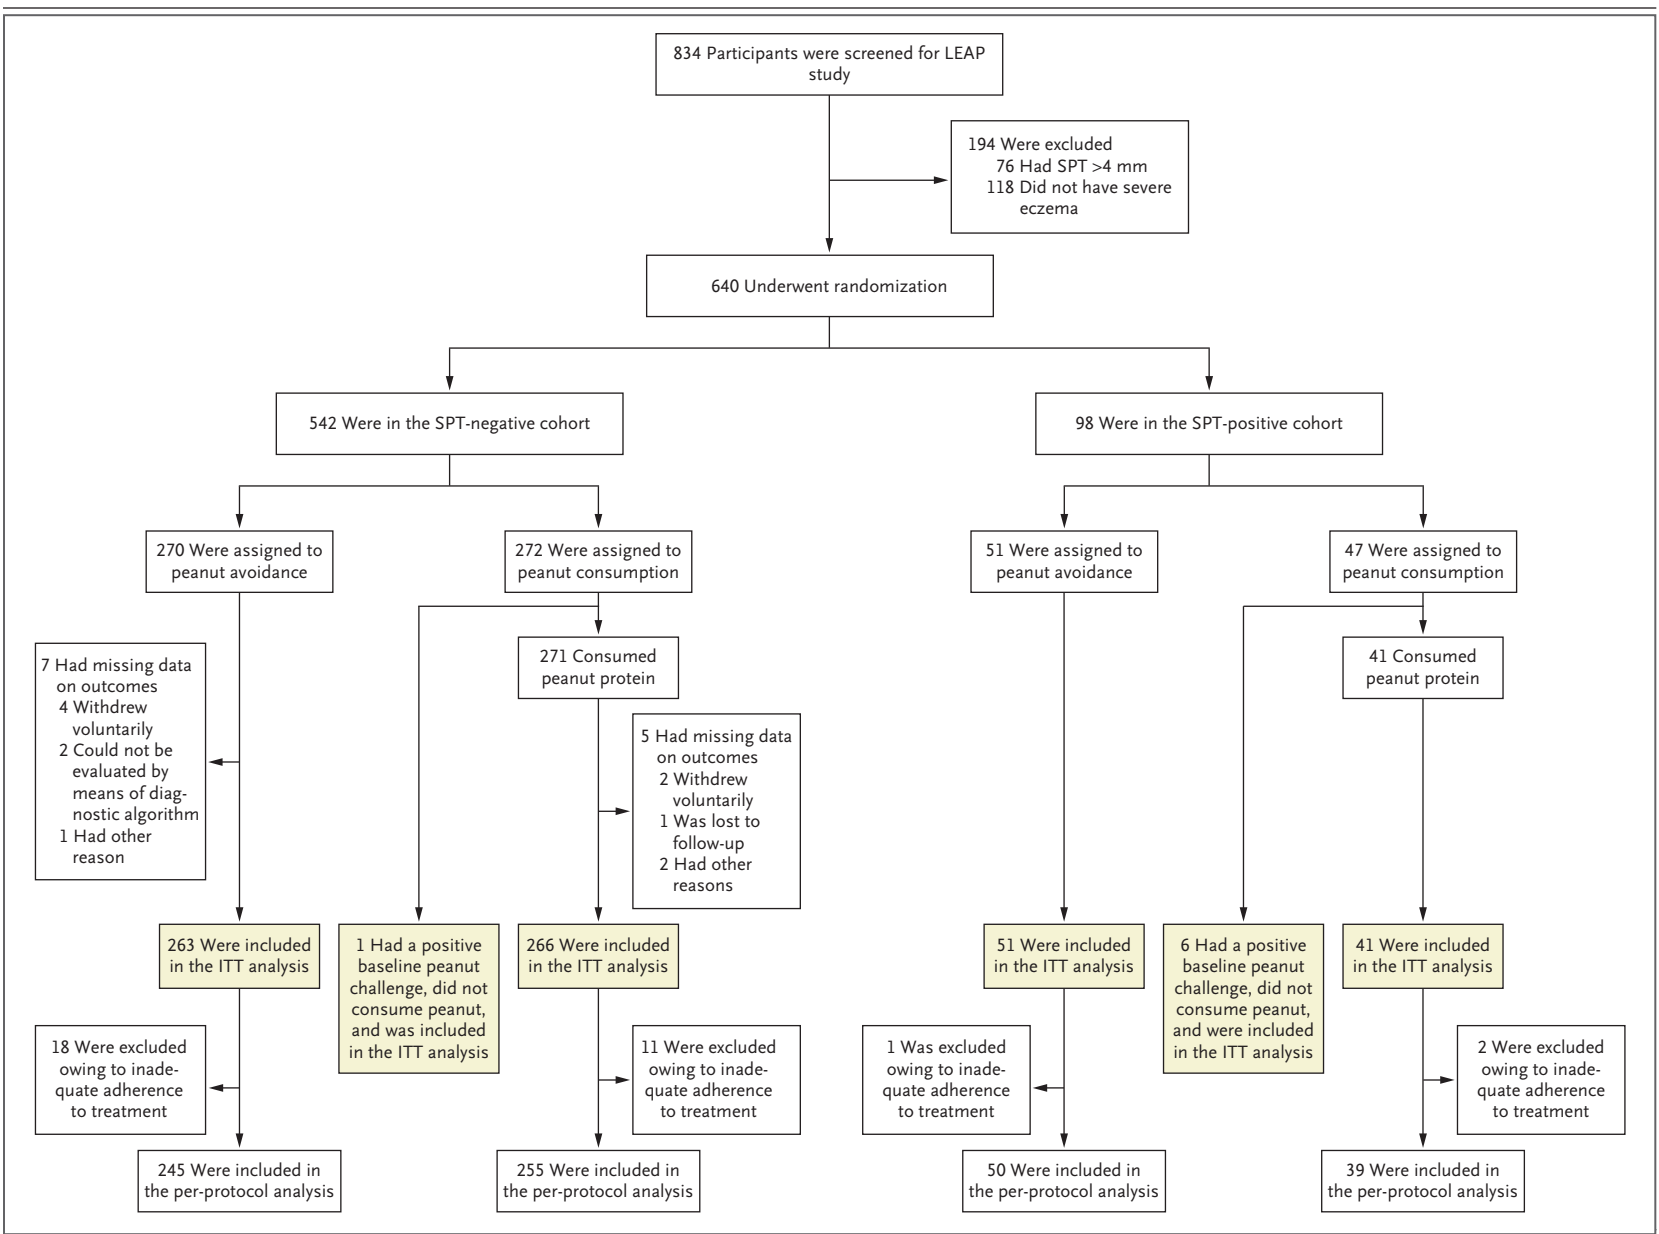 834 Participants were screened for LEAP
study
194 Were excluded
76 Had SPT >4 mm
118 Did not have severe
eczema
640 Underwent randomization
542 Were in the SPT-negative cohort
98 Were in the SPT-positive cohort
270 Were assigned to
peanut avoidance
272 Were assigned to
peanut consumption
51 Were assigned to
peanut avoidance
47 Were assigned to
peanut consumption
7 Had missing data
on outcomes
4 Withdrew
voluntarily
2 Could not be
evaluated by
means of diag-
nostic algorithm
1 Had other
reason
271 Consumed
peanut protein
41 Consumed
peanut protein
5 Had missing data
on outcomes
2 Withdrew
voluntarily
1 Was lost to
follow-up
2 Had other
reasons
263 Were included
in the ITT analysis
1 Had a positive
baseline peanut
challenge, did not
consume peanut,
and was included
in the ITT analysis
266 Were included
in the ITT analysis
51 Were included
in the ITT analysis
6 Had a positive
baseline peanut
challenge, did not
consume peanut,
and were included
in the ITT analysis
41 Were included
in the ITT analysis
18 Were excluded
owing to inade-
quate adherence
to treatment
11 Were excluded
owing to inade-
quate adherence
to treatment
1 Was excluded
owing to inade-
quate adherence
to treatment
2 Were excluded
owing to inade-
quate adherence
to treatment
245 Were included in
the per-protocol analysis
255 Were included in
the per-protocol analysis
50 Were included in
the per-protocol analysis
39 Were included in
the per-protocol analysis